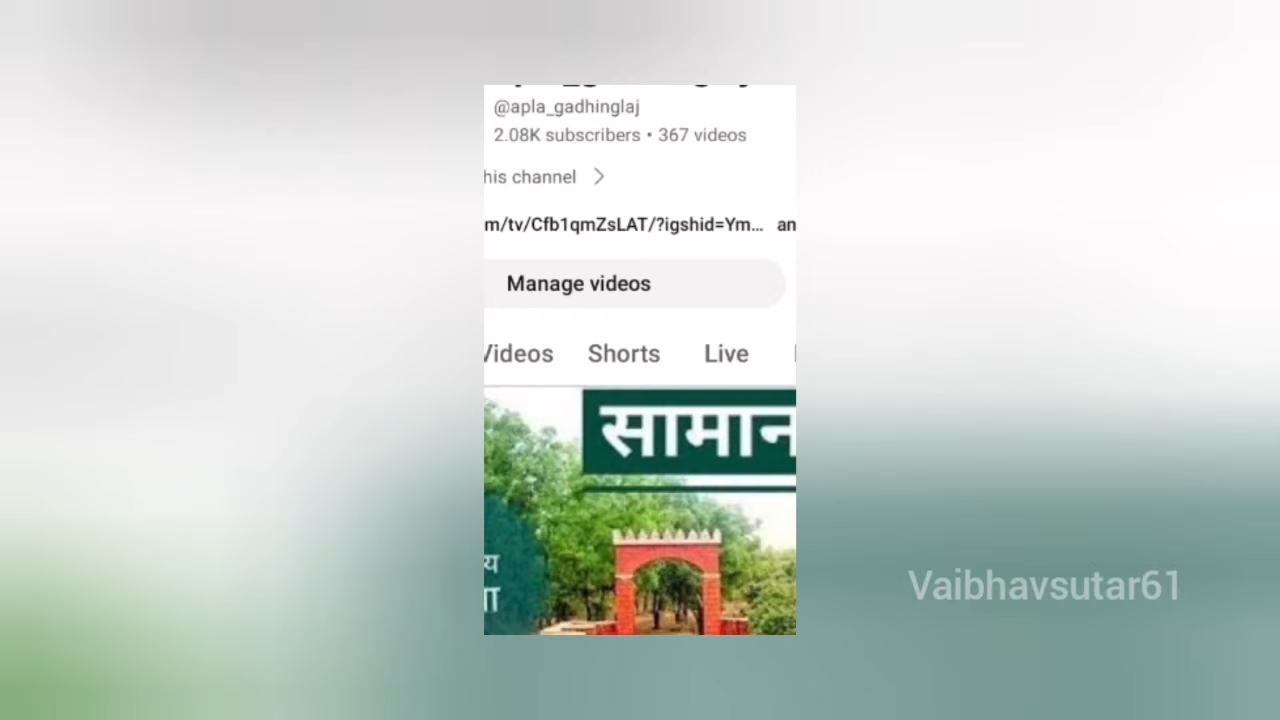 @apla_gadhinglaj
2.08K subscribers • 367 videos
his channel
m/tv/Cfb1qmZsLAT/?igshid=Ym... an
Manage videos
Videos Shorts Live
सामान
य
ा
Vaibhavsutar61